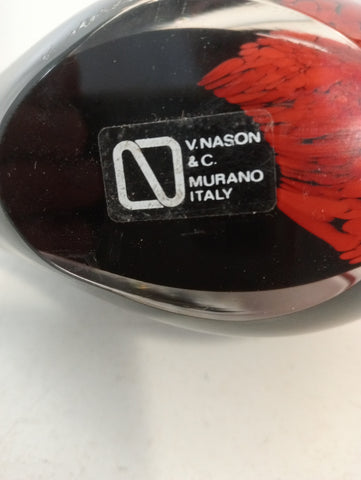 V.NASON
& C.
MURANO
ITALY